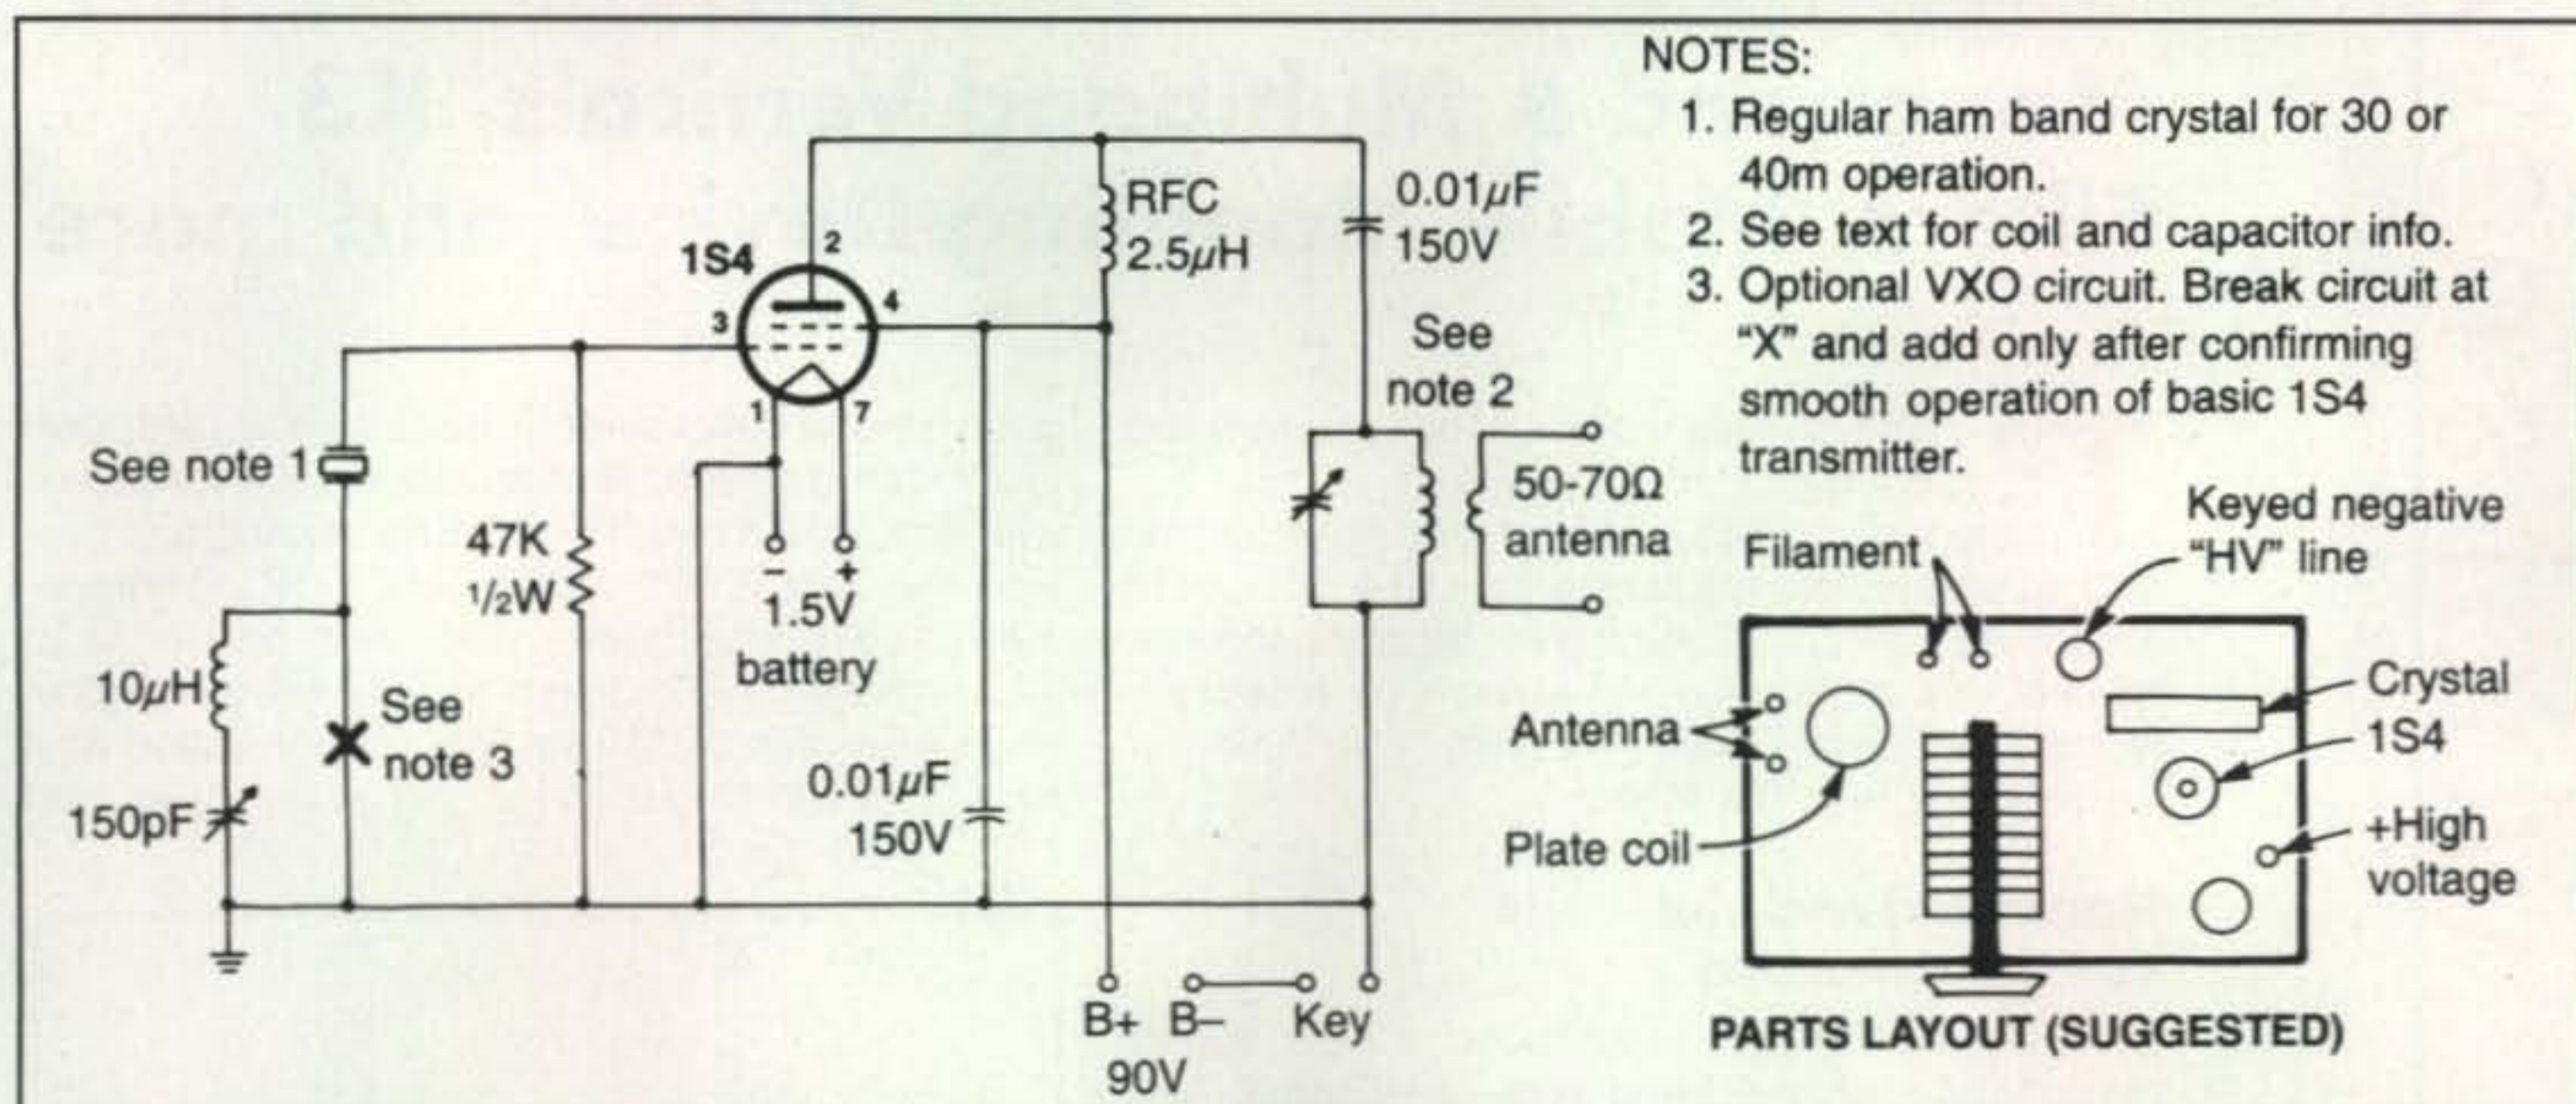 NOTES:
1. Regular ham band crystal for 30 or
40m operation.
2. See text for coil and capacitor info.
3. Optional VXO circuit. Break circuit at
“X” and add only after confirming
smooth operation of basic 1S4
transmitter.
1S4
2
3
4
1
7
RFC
2.5μH
0.01μF
150V
See
note 2
50-70Ω
antenna
See note 1
47K
1/2W
−
+
1.5V
battery
10μH
See
note 3
150pF
0.01μF
150V
B+
B−
Key
90V
Filament
Keyed negative
“HV” line
Antenna
Plate coil
Crystal
1S4
+High
voltage
PARTS LAYOUT (SUGGESTED)